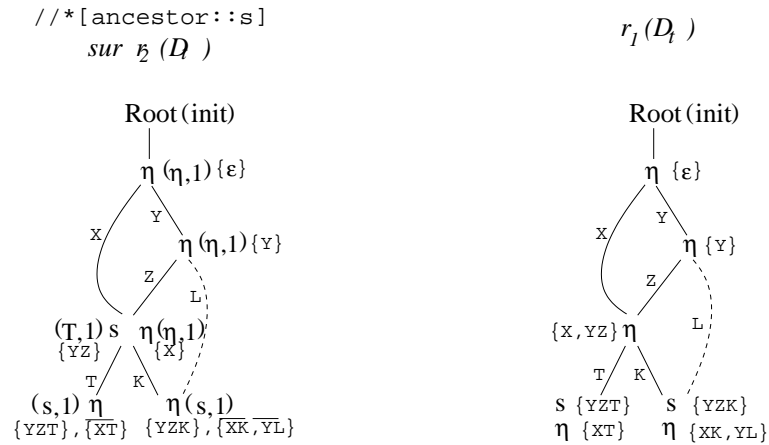 //*[ancestor::s]
sur r2 (Dt )
Root (init)
η (η,1) {ε}
X
Y
η (η,1) {Y}
Z
L
(T,1) s η(η,1)
{YZ} {X}
T K
(s,1) η η (s,1)
{YZT},{XT} {YZK},{XK,YL}
r1 (Dt )
Root (init)
η {ε}
X
Y
η {Y}
Z
L
{X,YZ} η
T K
s {YZT} s {YZK}
η {XT} η {XK,YL}